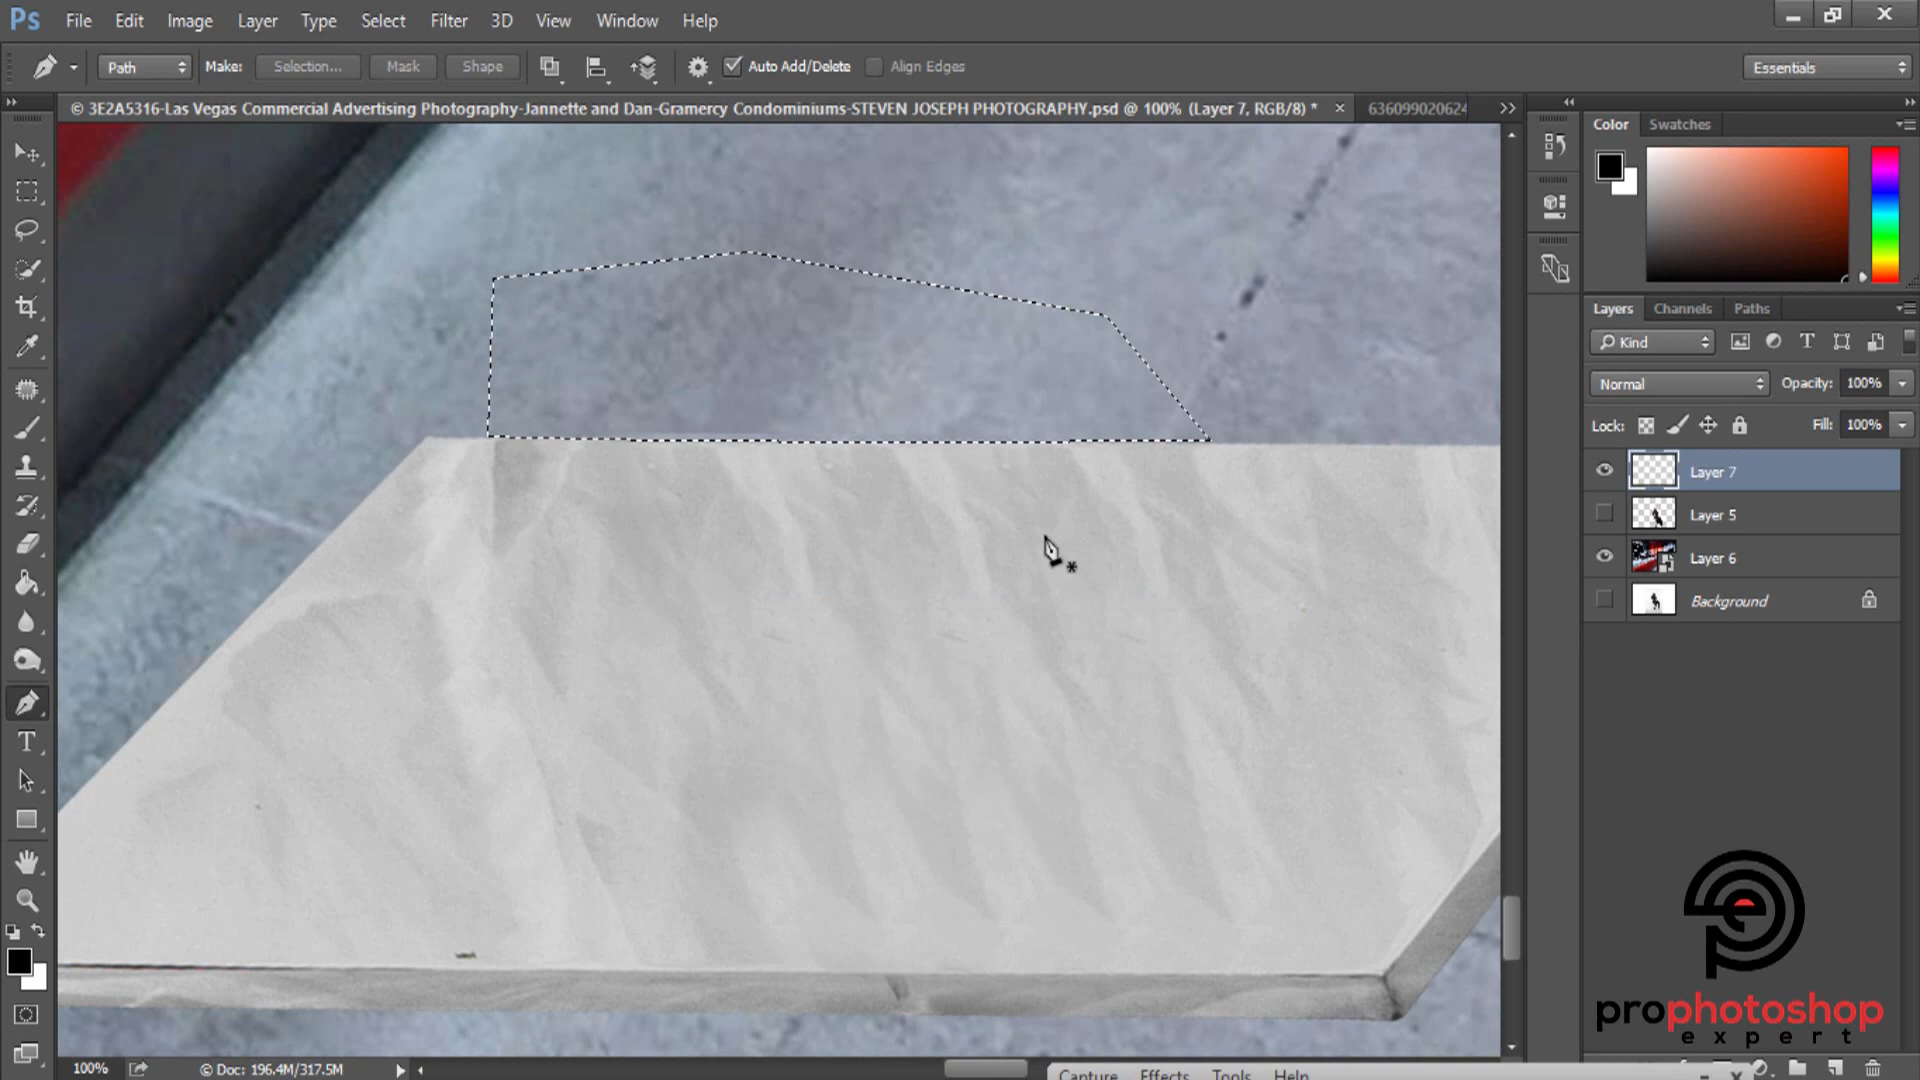 Ps File Edit Image Layer Type Select Filter 3D View Window Help
Path Make: Selection... Mask Shape Auto Add/Delete Align Edges Essentials
© 3E2A5316-Las Vegas Commercial Advertising Photography-Jannette and Dan-Gramercy Condominiums-STEVEN JOSEPH PHOTOGRAPHY.psd @ 100% (Layer 7, RGB/8) * × 636099020624
Color Swatches
Layers Channels Paths
Kind
Normal Opacity: 100%
Lock: Fill: 100%
Layer 7
Layer 5
Layer 6
Background
prophotoshop
expert
100% © Doc: 196.4M/317.5M
Capture Effects Tools Help